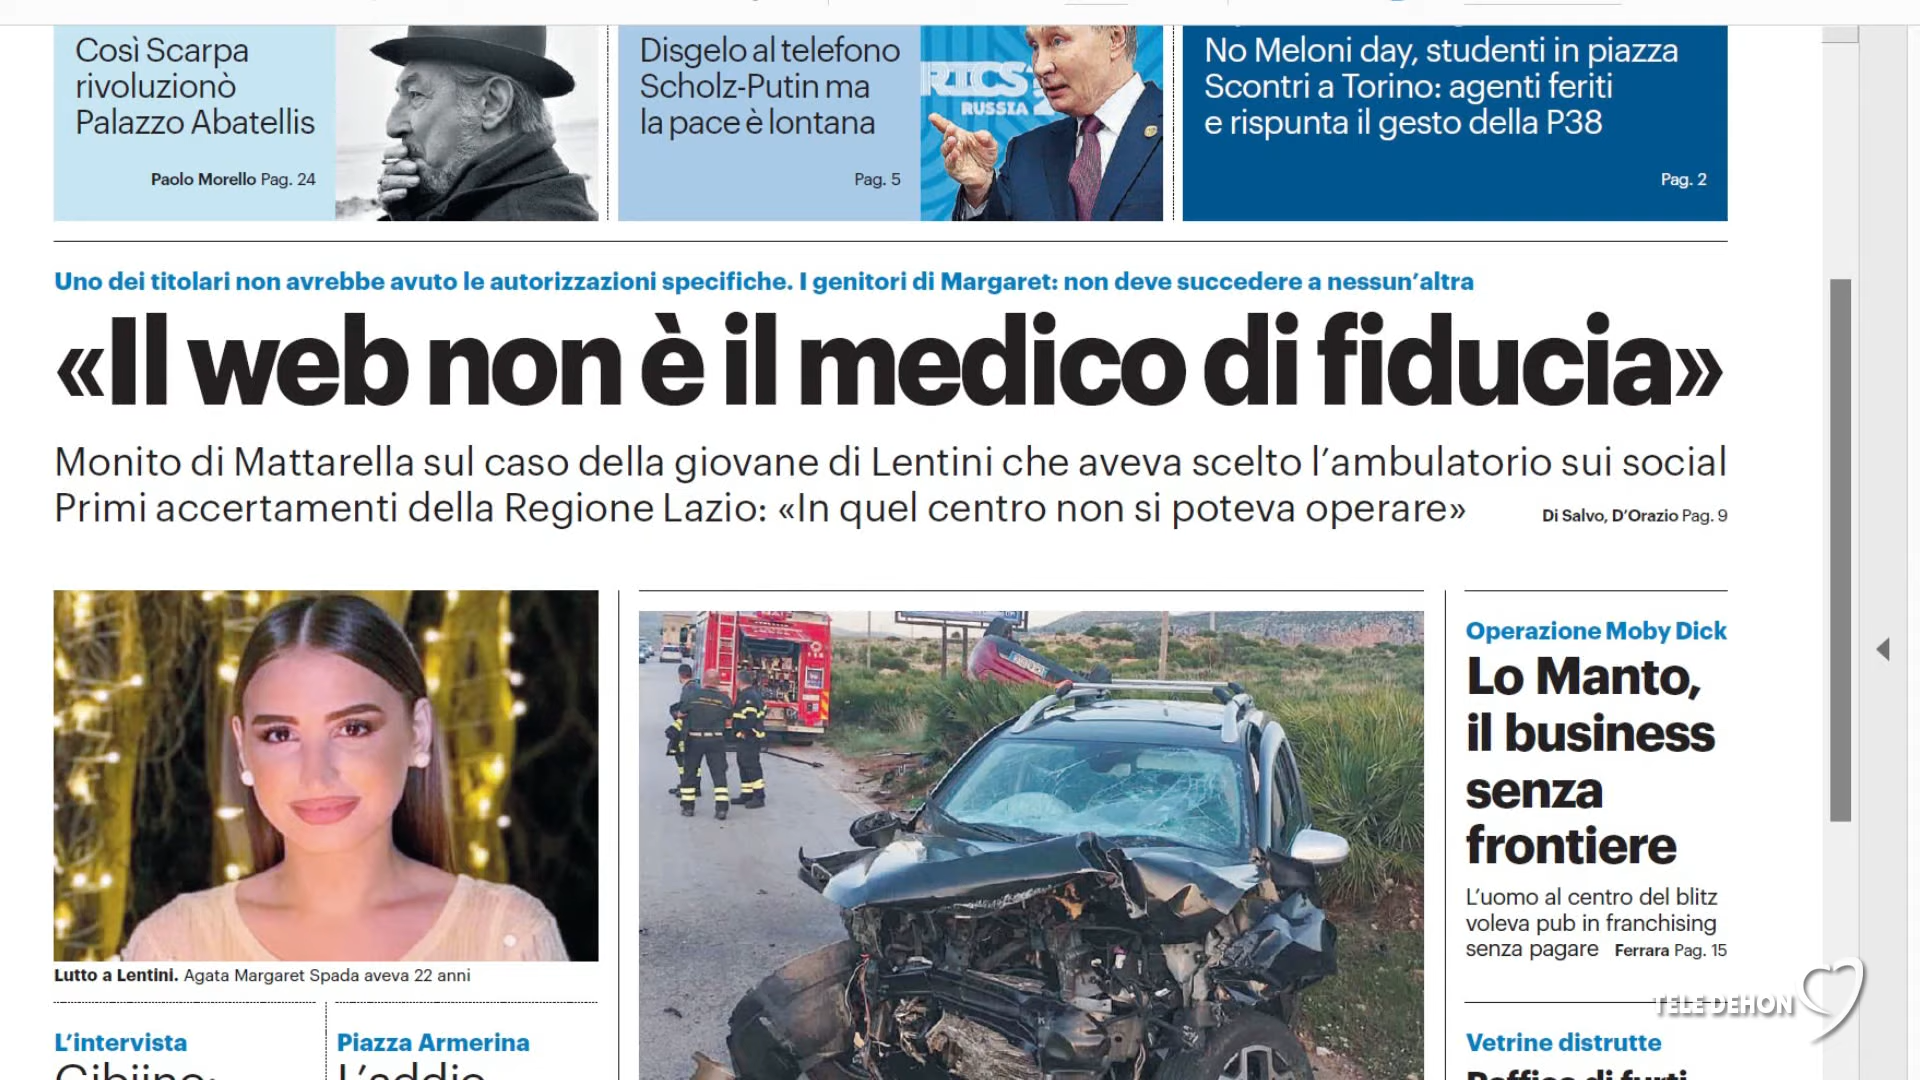 Così Scarpa
rivoluzionò
Palazzo Abatellis
Paolo Morello Pag. 24
Disgelo al telefono
Scholz-Putin ma
la pace è lontana
Pag. 5
RUSSIA
No Meloni day, studenti in piazza
Scontri a Torino: agenti feriti
e rispunta il gesto della P38
Pag. 2
Uno dei titolari non avrebbe avuto le autorizzazioni specifiche. I genitori di Margaret: non deve succedere a nessun’altra
«Il web non è il medico di fiducia»
Monito di Mattarella sul caso della giovane di Lentini che aveva scelto l’ambulatorio sui social
Primi accertamenti della Regione Lazio: «In quel centro non si poteva operare»
Di Salvo, D’Orazio Pag. 9
Lutto a Lentini. Agata Margaret Spada aveva 22 anni
L’intervista
Piazza Armerina
L’addio
Operazione Moby Dick
Lo Manto,
il business
senza
frontiere
L’uomo al centro del blitz
voleva pub in franchising
senza pagare Ferrara Pag. 15
Vetrine distrutte
TELE DEHON